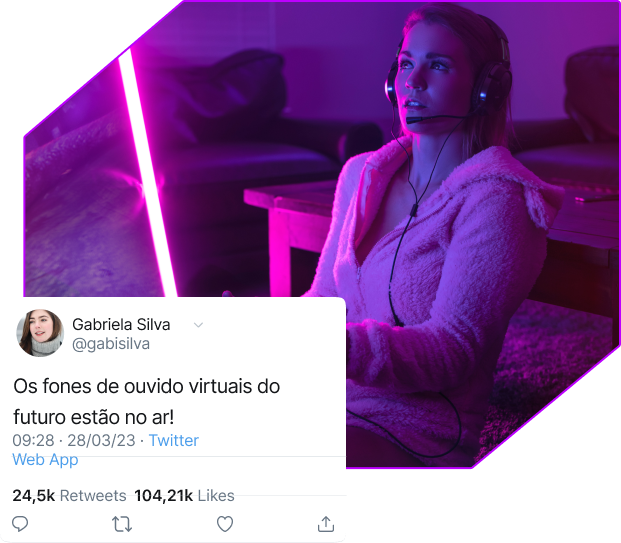 Gabriela Silva
@gabisilva
Os fones de ouvido virtuais do
futuro estão no ar!
09:28 · 28/03/23 · Twitter
Web App
24,5k Retweets 104,21k Likes